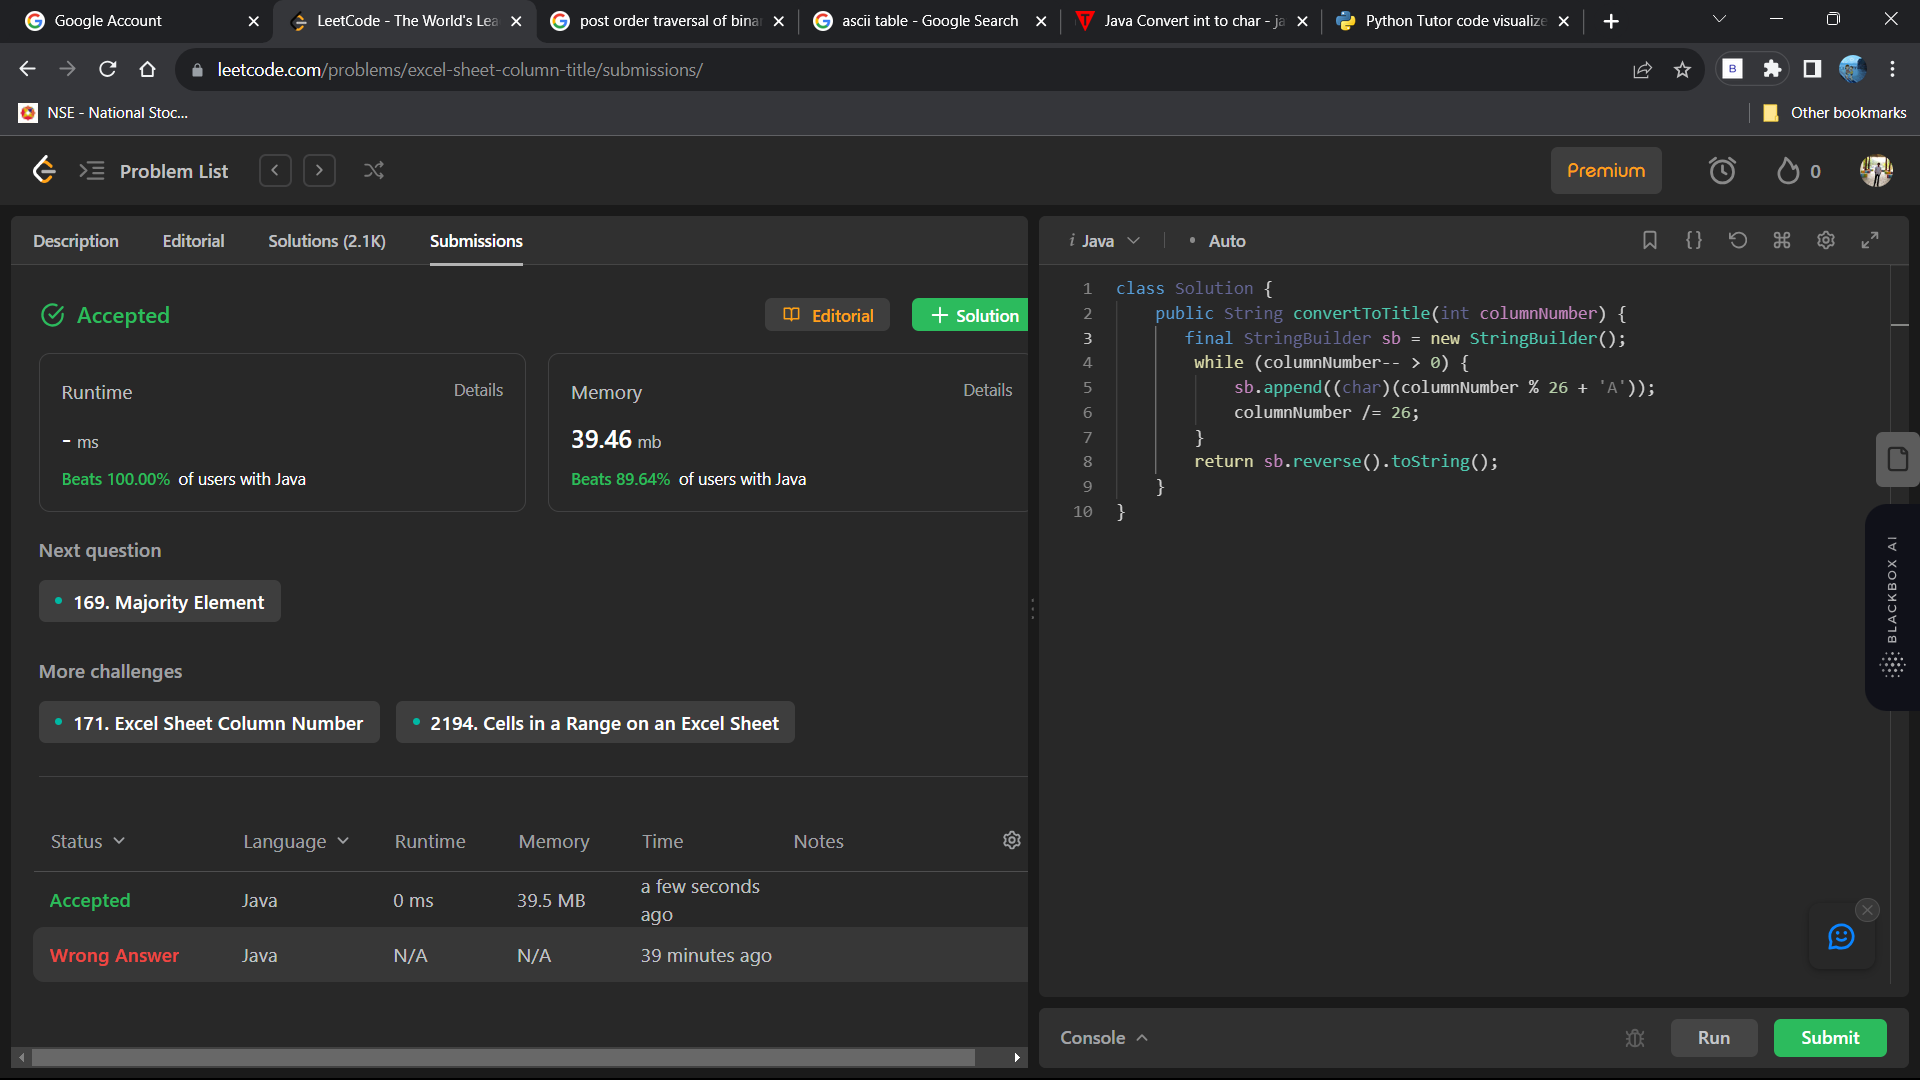 Google Account
LeetCode - The World's Lea
post order traversal of bina
ascii table - Google Search
Java Convert int to char - ja
Python Tutor code visualize
leetcode.com/problems/excel-sheet-column-title/submissions/
B
NSE - National Stoc...
Other bookmarks
Problem List
Premium
0
Description
Editorial
Solutions (2.1K)
Submissions
Accepted
Editorial
+ Solution
Runtime
Details
- ms
Beats 100.00% of users with Java
Memory
Details
39.46 mb
Beats 89.64% of users with Java
Next question
• 169. Majority Element
More challenges
• 171. Excel Sheet Column Number
• 2194. Cells in a Range on an Excel Sheet
Status Language Runtime Memory Time Notes
Accepted Java 0 ms 39.5 MB a few seconds ago
Wrong Answer Java N/A N/A 39 minutes ago
i Java
• Auto
1 class Solution {
2 public String convertToTitle(int columnNumber) {
3 final StringBuilder sb = new StringBuilder();
4 while (columnNumber-- > 0) {
5 sb.append((char)(columnNumber % 26 + 'A'));
6 columnNumber /= 26;
7 }
8 return sb.reverse().toString();
9 }
10 }
BLACKBOX AI
Console
Run
Submit